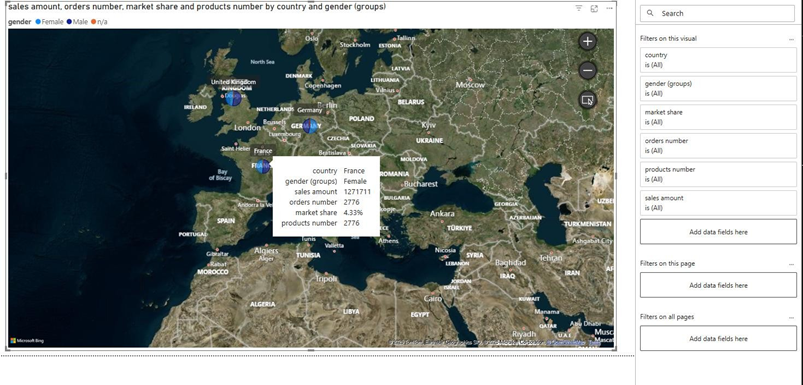 sales amount, orders number, market share and products number by country and gender (groups)
gender Female Male n/a
Oslo
Stockholm
Tallinn
ESTONIA
North Sea
LATVIA
Moscow
DENMARK
Copenhagen
LITHUANIA
Vilnius
United Kingdom
KINGDOM
IRELAND
BELARUS
NETHERLANDS
Germany
GERMANY
POLAND
London
Brussels
Luxembourg
Kyiv
UKRAINE
CZECHIA
SLOVAKIA
Saint Helier
France
Bratislava
MOLDOVA
Bay
of Biscay
ROMANIA
Bucharest
Andorra la Ve
BULGARIA
GEORGIA
UZBE
SPAIN
PORTUGAL
Ankara
TÜRKİYE
AZERBAIJAN
TURKMENISTAN
Ashgabat City
Gibraltar
Rabat
Algiers
Alger
Tunis
Valletta
Athens
Nicosia
SYRIA
LEBANON
Baghdad
Tehran
MOROCCO
TUNISIA
Tripoli
ISRAEL
JORDAN
IRAQ
IRAN
KUWAIT
ALGERIA
LIBYA
Cairo
EGYPT
Manama
Riyadh
QATAR
Abu Dhabi
U.A.E.
Musca
country France
gender (groups) Female
sales amount 1271711
orders number 2776
market share 4.33%
products number 2776
Microsoft Bing
Search
Filters on this visual
country
is (All)
gender (groups)
is (All)
market share
is (All)
orders number
is (All)
products number
is (All)
sales amount
is (All)
Add data fields here
Filters on this page
Add data fields here
Filters on all pages
Add data fields here